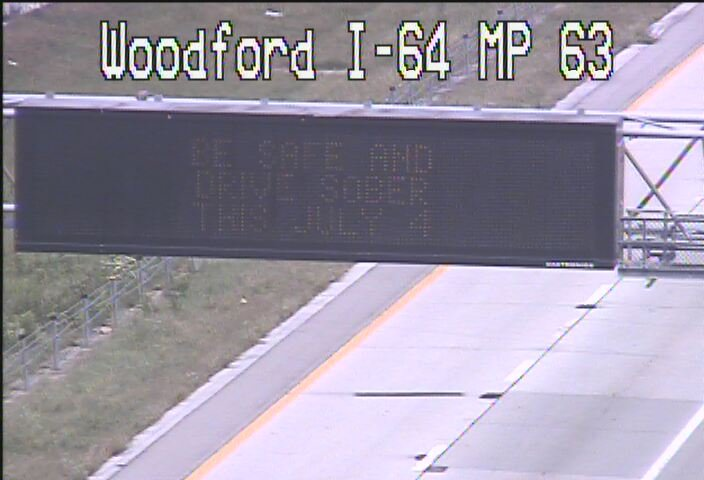 Woodford I-64 MP 63
BE SAFE AND
DRIVE SOBER
THIS JULY 4